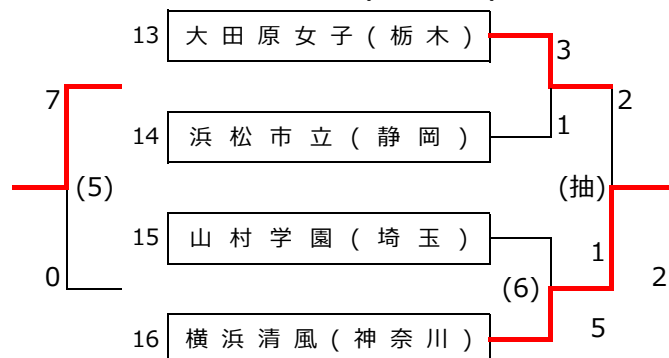 13 大田原女子(栃木)
3
7
2
14 浜松市立(静岡)
1
(5)
(抽)
15 山村学園(埼玉)
1
0
(6)
2
16 横浜清風(神奈川)
5